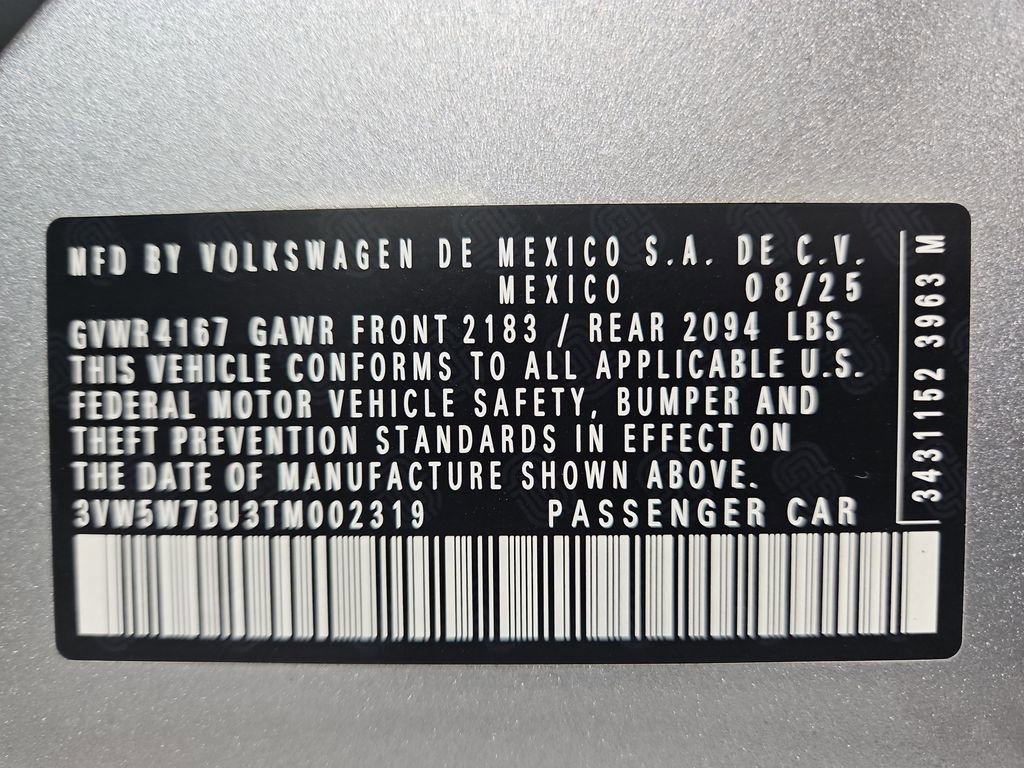 MFD BY VOLKSWAGEN DE MEXICO S.A. DE C.V.
MEXICO 08/25
GVWR4167 GAWR FRONT 2183 / REAR 2094 LBS
THIS VEHICLE CONFORMS TO ALL APPLICABLE U.S.
FEDERAL MOTOR VEHICLE SAFETY, BUMPER AND
THEFT PREVENTION STANDARDS IN EFFECT ON
THE DATE OF MANUFACTURE SHOWN ABOVE.
3VW5W7BU3TM002319 PASSENGER CAR
3431152 3963 M